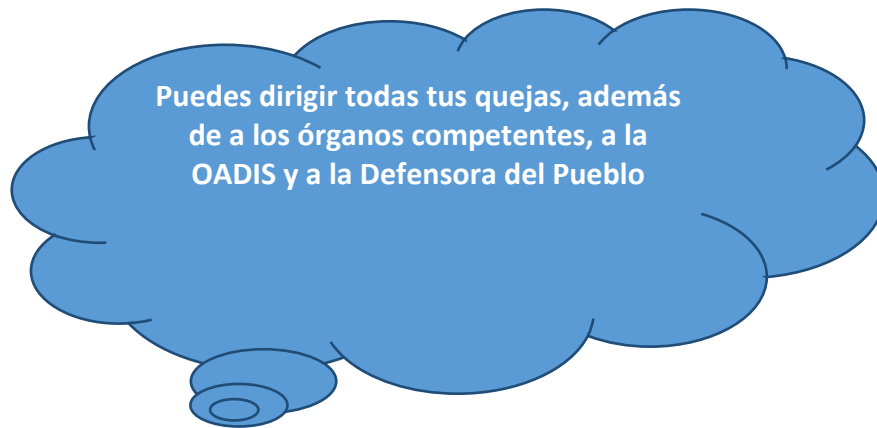 Puedes dirigir todas tus quejas, además
de a los órganos competentes, a la
OADIS y a la Defensora del Pueblo